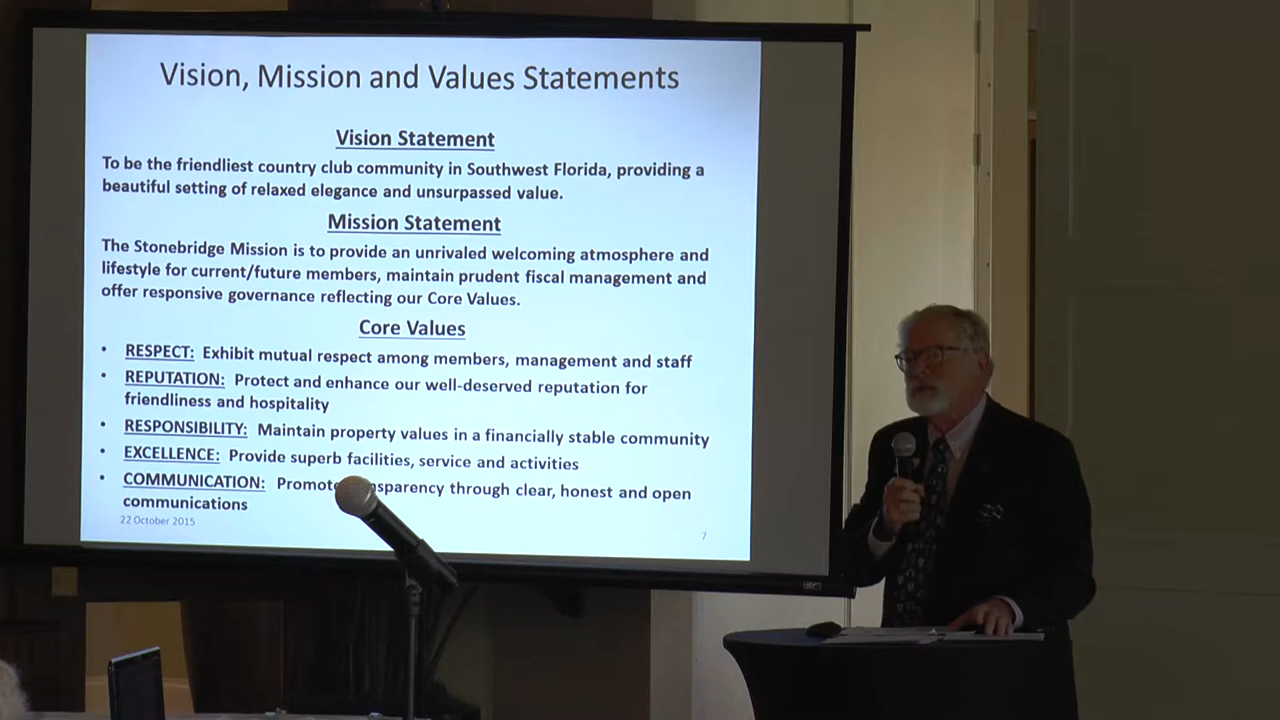 Vision, Mission and Values Statements
Vision Statement
To be the friendliest country club community in Southwest Florida, providing a
beautiful setting of relaxed elegance and unsurpassed value.
Mission Statement
The Stonebridge Mission is to provide an unrivaled welcoming atmosphere and
lifestyle for current/future members, maintain prudent fiscal management and
offer responsive governance reflecting our Core Values.
Core Values
• RESPECT: Exhibit mutual respect among members, management and staff
• REPUTATION: Protect and enhance our well-deserved reputation for
friendliness and hospitality
• RESPONSIBILITY: Maintain property values in a financially stable community
• EXCELLENCE: Provide superb facilities, service and activities
• COMMUNICATION: through clear, honest and open
communications
22 October 2015
7